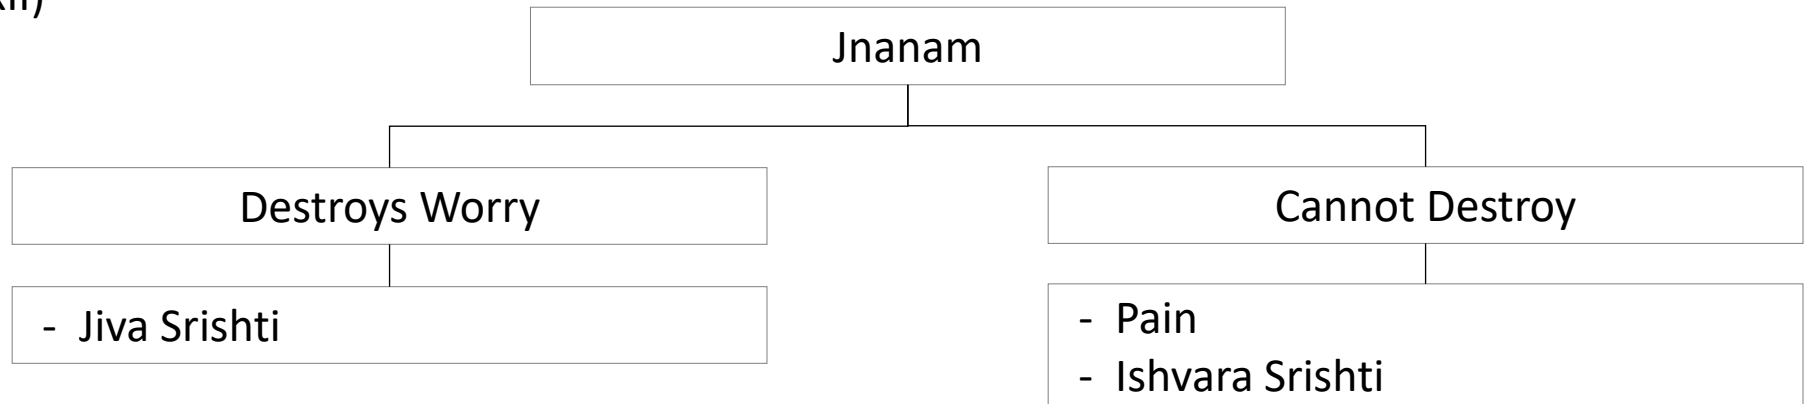 Jnanam
Destroys Worry
Cannot Destroy
- Jiva Srishti
- Pain
- Ishvara Srishti